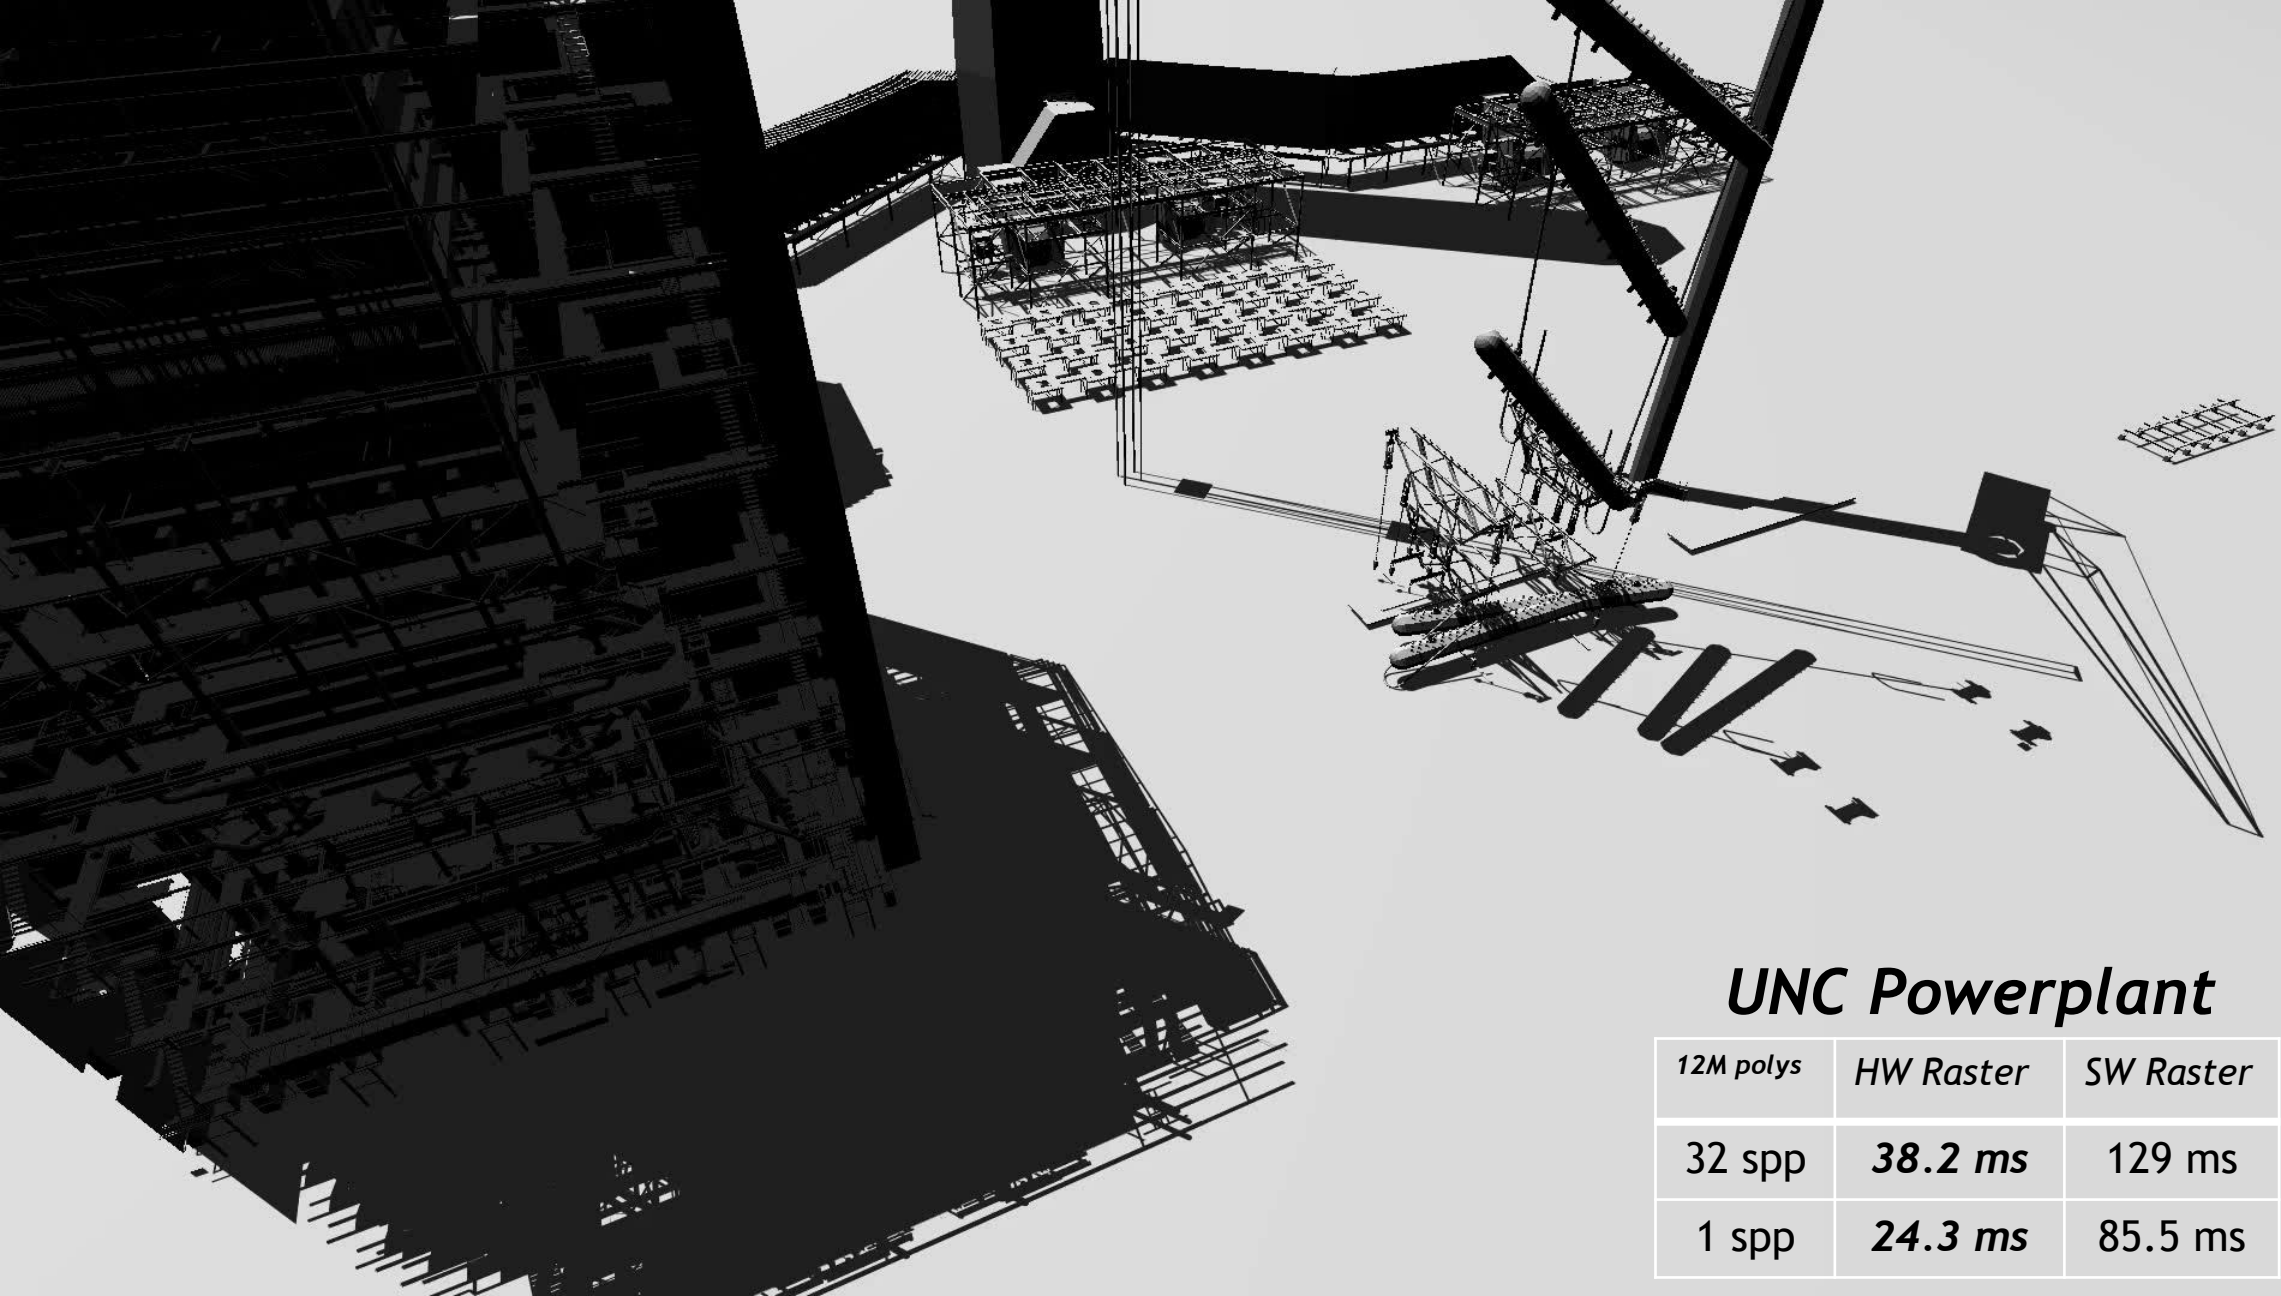 UNC Powerplant
12M polys HW Raster SW Raster
32 spp 38.2 ms 129 ms
1 spp 24.3 ms 85.5 ms